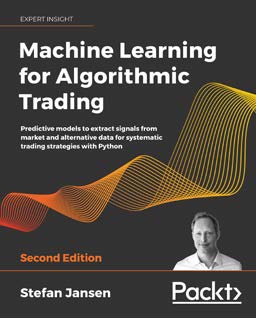 EXPERT INSIGHT
Machine Learning
for Algorithmic
Trading
Predictive models to extract signals from
market and alternative data for systematic
trading strategies with Python
Second Edition
Stefan Jansen
Packt>